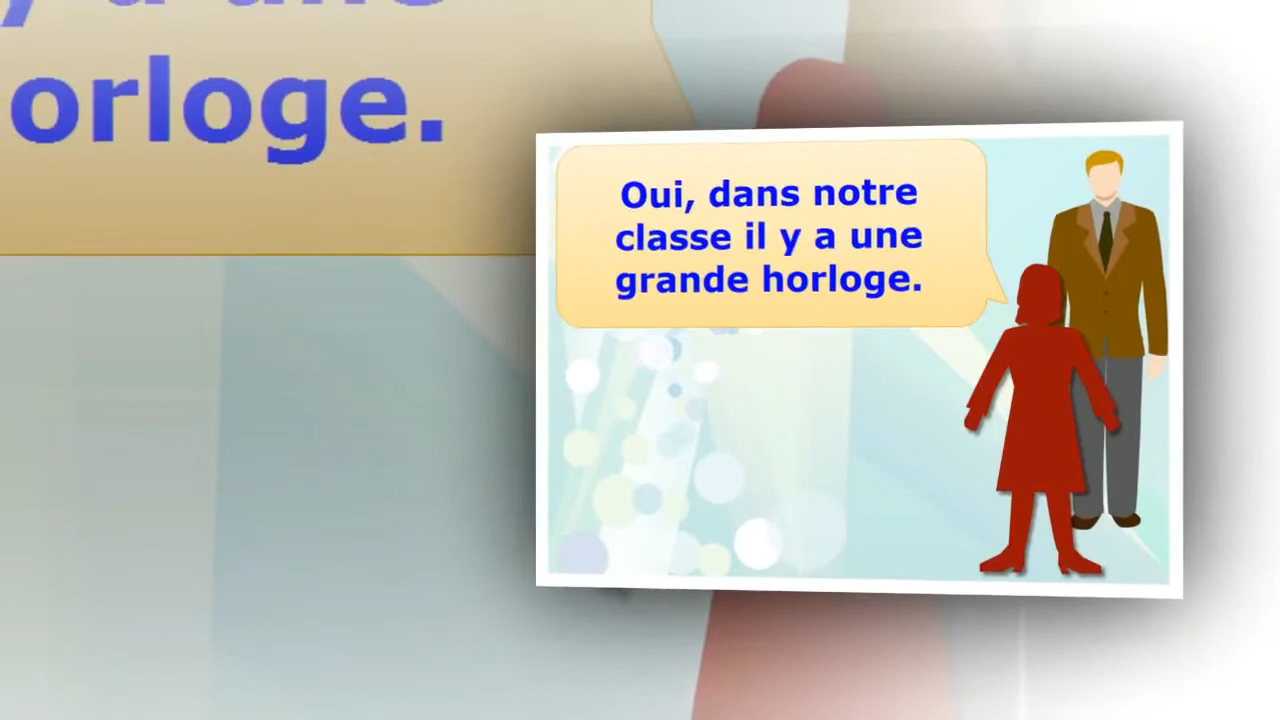 orloge.
Oui, dans notre
classe il y a une
grande horloge.